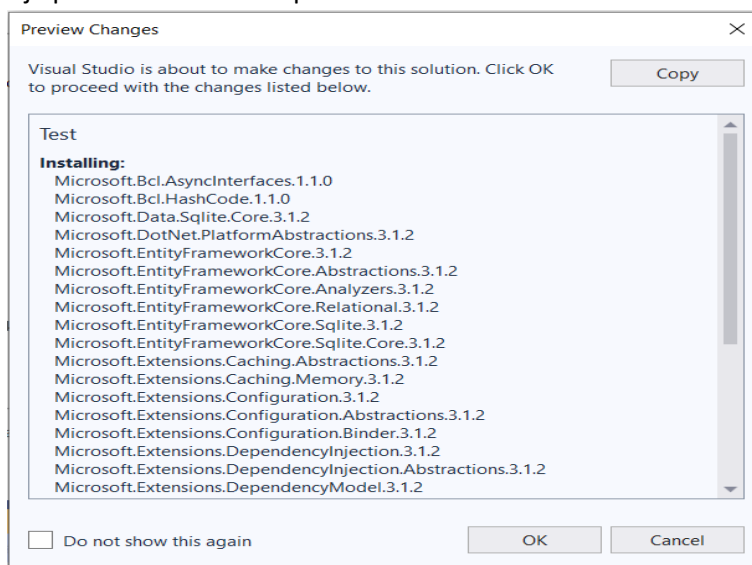 Preview Changes
Visual Studio is about to make changes to this solution. Click OK
to proceed with the changes listed below.
Copy
Test
Installing:
Microsoft.Bcl.AsyncInterfaces.1.1.0
Microsoft.Bcl.HashCode.1.1.0
Microsoft.Data.Sqlite.Core.3.1.2
Microsoft.DotNet.PlatformAbstractions.3.1.2
Microsoft.EntityFrameworkCore.3.1.2
Microsoft.EntityFrameworkCore.Abstractions.3.1.2
Microsoft.EntityFrameworkCore.Analyzers.3.1.2
Microsoft.EntityFrameworkCore.Relational.3.1.2
Microsoft.EntityFrameworkCore.Sqlite.3.1.2
Microsoft.EntityFrameworkCore.Sqlite.Core.3.1.2
Microsoft.Extensions.Caching.Abstractions.3.1.2
Microsoft.Extensions.Caching.Memory.3.1.2
Microsoft.Extensions.Configuration.3.1.2
Microsoft.Extensions.Configuration.Abstractions.3.1.2
Microsoft.Extensions.Configuration.Binder.3.1.2
Microsoft.Extensions.DependencyInjection.3.1.2
Microsoft.Extensions.DependencyInjection.Abstractions.3.1.2
Microsoft.Extensions.DependencyModel.3.1.2
Do not show this again
OK
Cancel